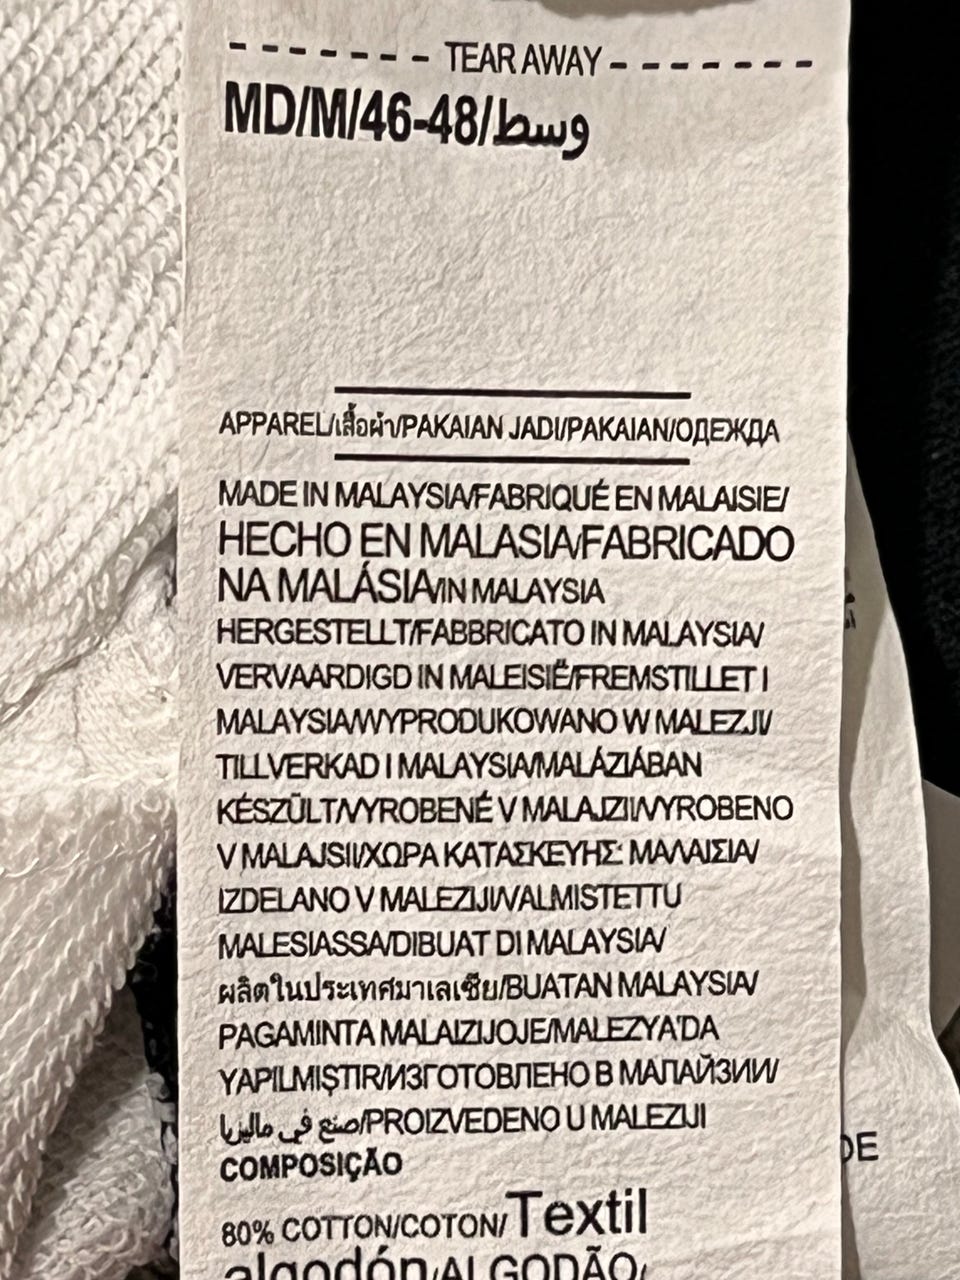 TEAR AWAY
MD/M/46-48/وسط
APPAREL/เสื้อผ้า/PAKAIAN JADI/PAKAIAN/ОДЕЖДА
MADE IN MALAYSIA/FABRIQUÉ EN MALAISIE/
HECHO EN MALASIA/FABRICADO
NA MALÁSIA/IN MALAYSIA
HERGESTELLT/FABBRICATO IN MALAYSIA/
VERVAARDIGD IN MALEISIË/FREMSTILLET I
MALAYSIA/WYPRODUKOWANO W MALEZJI/
TILLVERKAD I MALAYSIA/MALÁZIÁBAN
KÉSZÜLT/VYROBENÉ V MALAJZII/VYROBENO
V MALAJSII/ΧΩΡΑ ΚΑΤΑΣΚΕΥΗΣ: ΜΑΛΑΙΣΙΑ/
IZDELANO V MALEZIJI/VALMISTETTU
MALESIASSA/DIBUAT DI MALAYSIA/
ผลิตในประเทศมาเลเซีย/BUATAN MALAYSIA/
PAGAMINTA MALAIZIJOJE/MALEZYA'DA
YAPILMIŞTIR/ИЗГОТОВЛЕНО В МАЛАЙЗИИ/
صنع في ماليزيا/PROIZVEDENO U MALEZIJI
COMPOSIÇÃO
80% COTTON/COTON/Textil
algodón/ALGODÃO/
DE